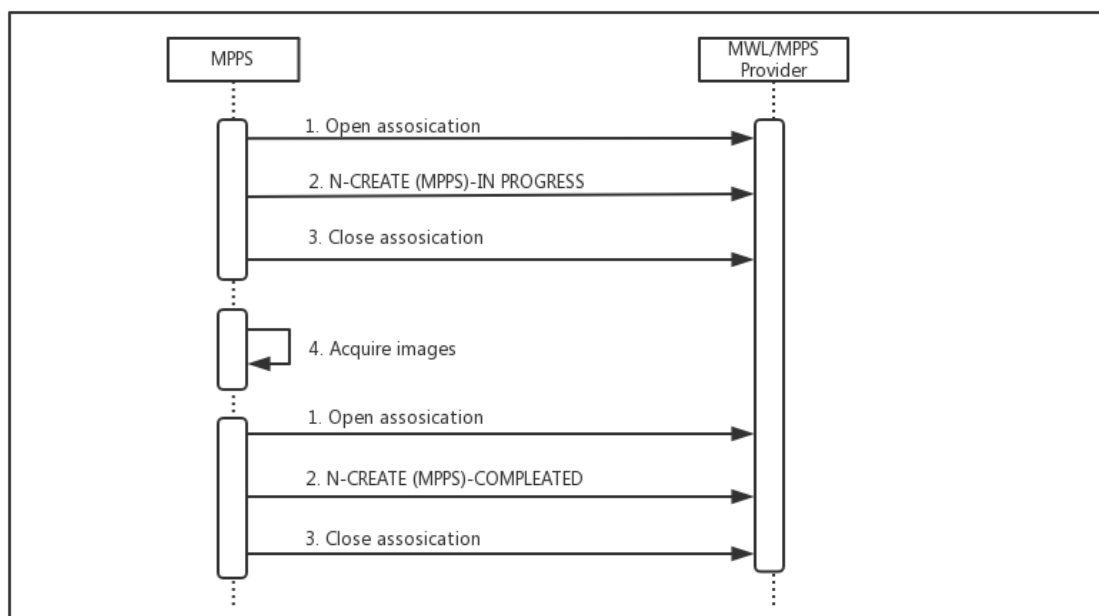 MPPS
MWL/MPPS
Provider
1. Open assosication
2. N-CREATE (MPPS)-IN PROGRESS
3. Close assosication
4. Acquire images
1. Open assosication
2. N-CREATE (MPPS)-COMPLEATED
3. Close assosication